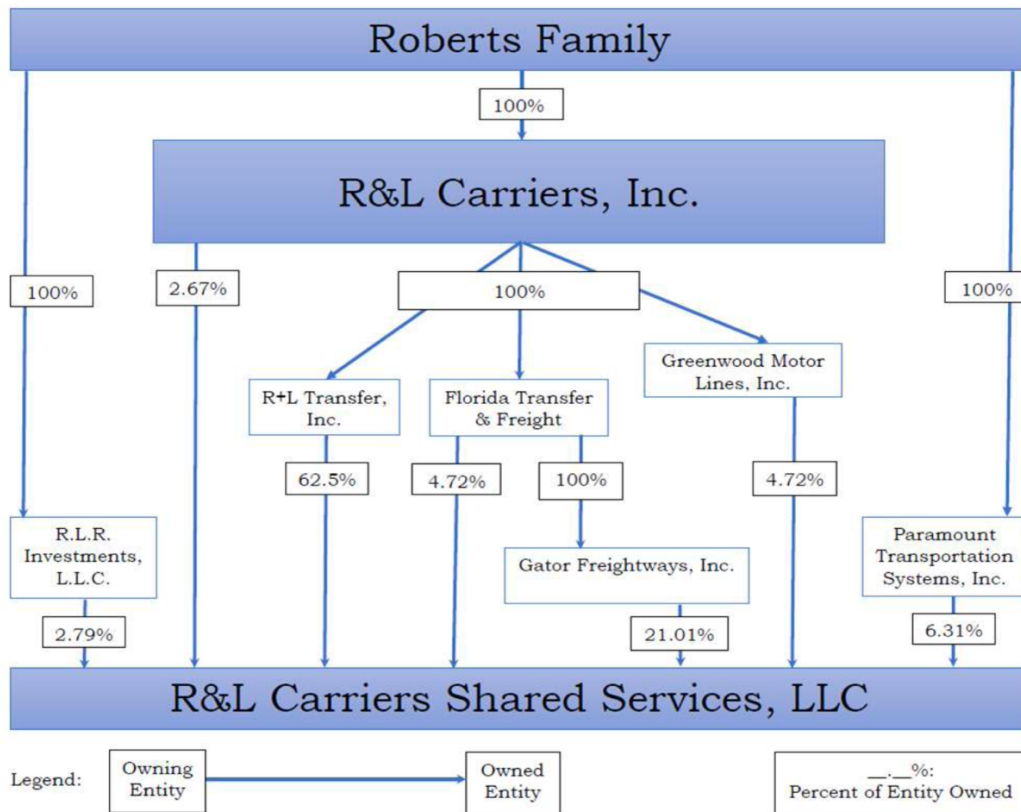 Roberts Family
100%
R&L Carriers, Inc.
100%
2.67%
100%
100%
Greenwood Motor
Lines, Inc.
R+L Transfer,
Inc.
Florida Transfer
& Freight
62.5%
4.72%
100%
4.72%
R.L.R.
Investments,
L.L.C.
Gator Freightways, Inc.
Paramount
Transportation
Systems, Inc.
2.79%
21.01%
6.31%
R&L Carriers Shared Services, LLC
Legend:
Owning
Entity
Owned
Entity
__.__%:
Percent of Entity Owned